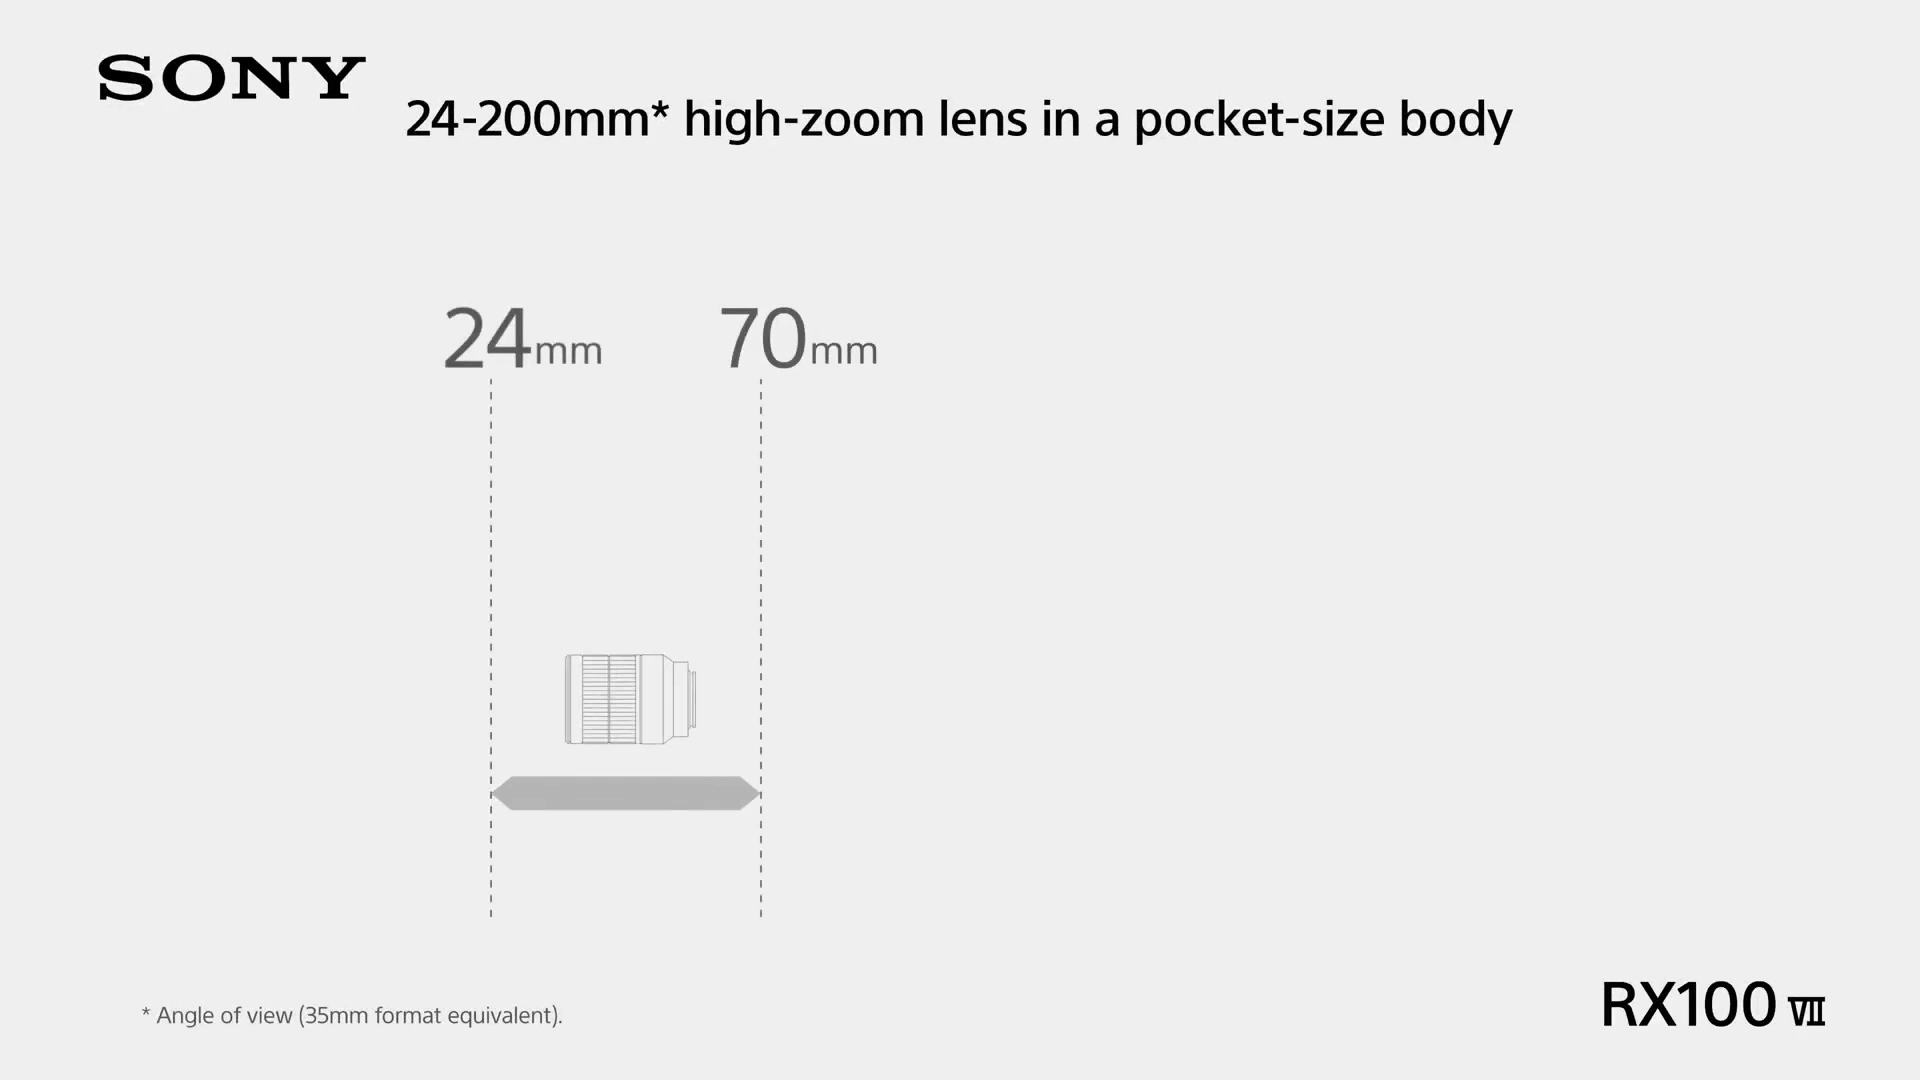 SONY
24-200mm* high-zoom lens in a pocket-size body
24mm 70mm
* Angle of view (35mm format equivalent).
RX100 VII